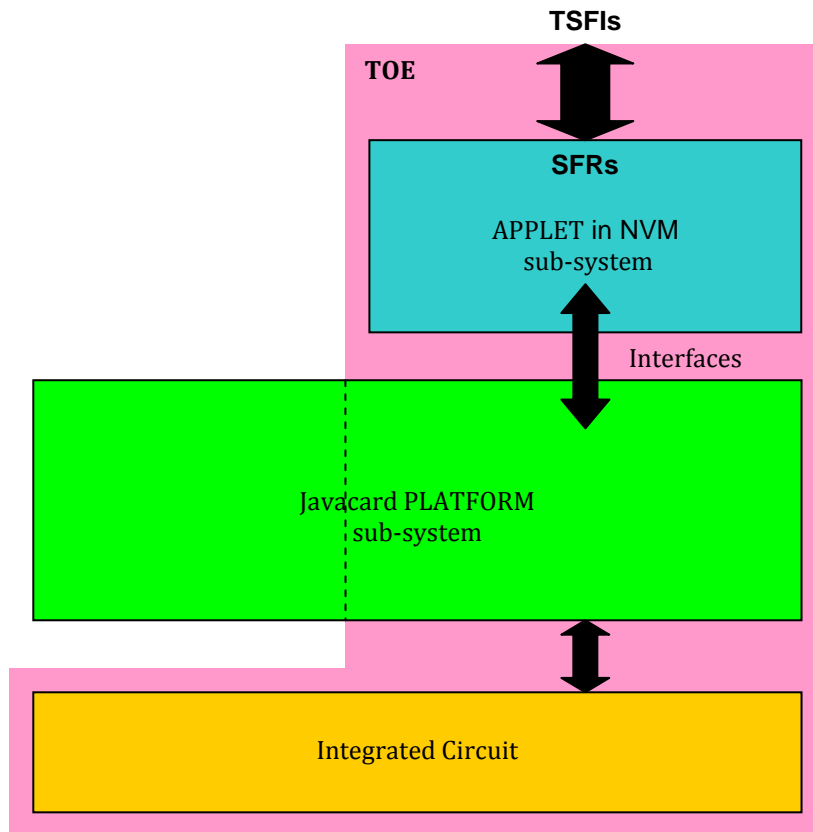 TSFIs
TOE
SFRs
APPLET in NVM
sub-system
Interfaces
Javacard PLATFORM
sub-system
Integrated Circuit